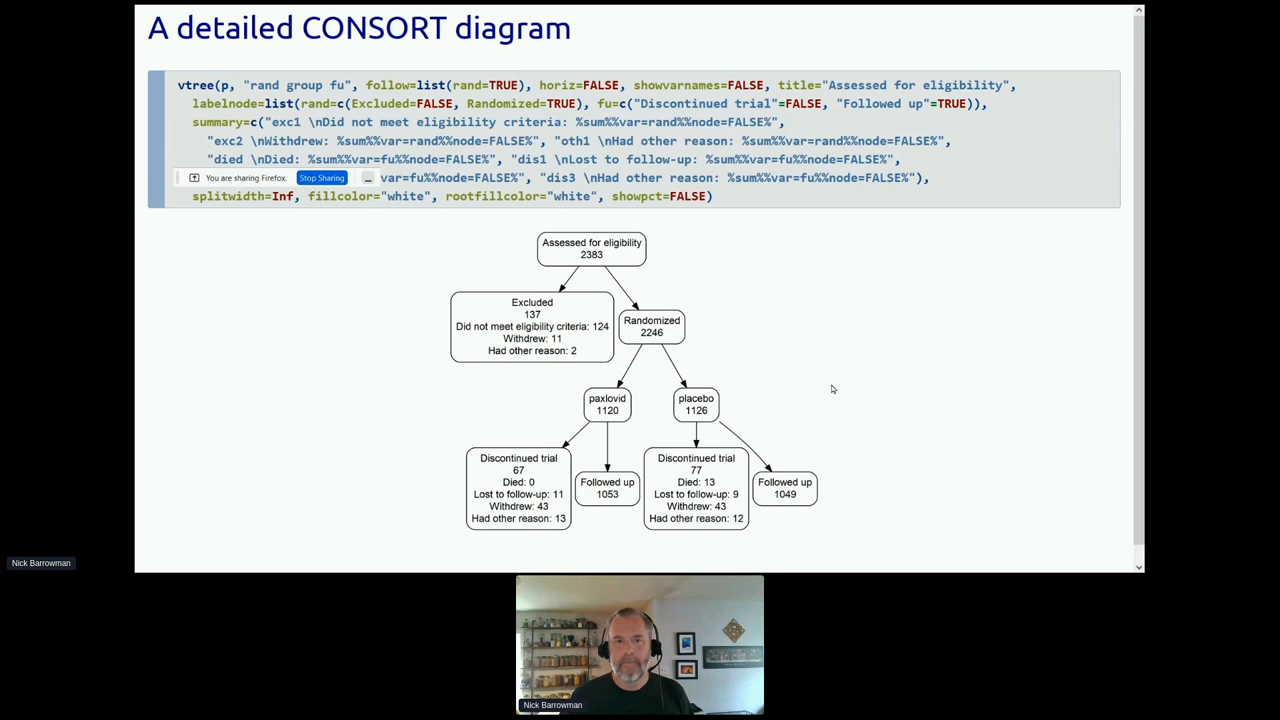 A detailed CONSORT diagram
vtree(p, "rand group fu", follow=list(rand=TRUE), horiz=FALSE, showvarnames=FALSE, title="Assessed for eligibility",
labelnode=list(rand=c(Excluded=FALSE, Randomized=TRUE), fu=c("Discontinued trial"=FALSE, "Followed up"=TRUE)),
summary=c("exc1 \nDid not meet eligibility criteria: %sum%%var=rand%%node=FALSE%",
"exc2 \nWithdrew: %sum%%var=rand%%node=FALSE%", "oth1 \nHad other reason: %sum%%var=rand%%node=FALSE%",
"died \nDied: %sum%%var=fu%%node=FALSE%", "dis1 \nLost to follow-up: %sum%%var=fu%%node=FALSE%",
You are sharing Firefox. Stop Sharing
var=fu%%node=FALSE%", "dis3 \nHad other reason: %sum%%var=fu%%node=FALSE%"),
splitwidth=Inf, fillcolor="white", rootfillcolor="white", showpct=FALSE)
Assessed for eligibility
2383
Excluded
137
Did not meet eligibility criteria: 124
Withdrew: 11
Had other reason: 2
Randomized
2246
paxlovid
1120
placebo
1126
Discontinued trial
67
Died: 0
Lost to follow-up: 11
Withdrew: 43
Had other reason: 13
Followed up
1053
Discontinued trial
77
Died: 13
Lost to follow-up: 9
Withdrew: 43
Had other reason: 12
Followed up
1049
Nick Barrowman
Nick Barrowman